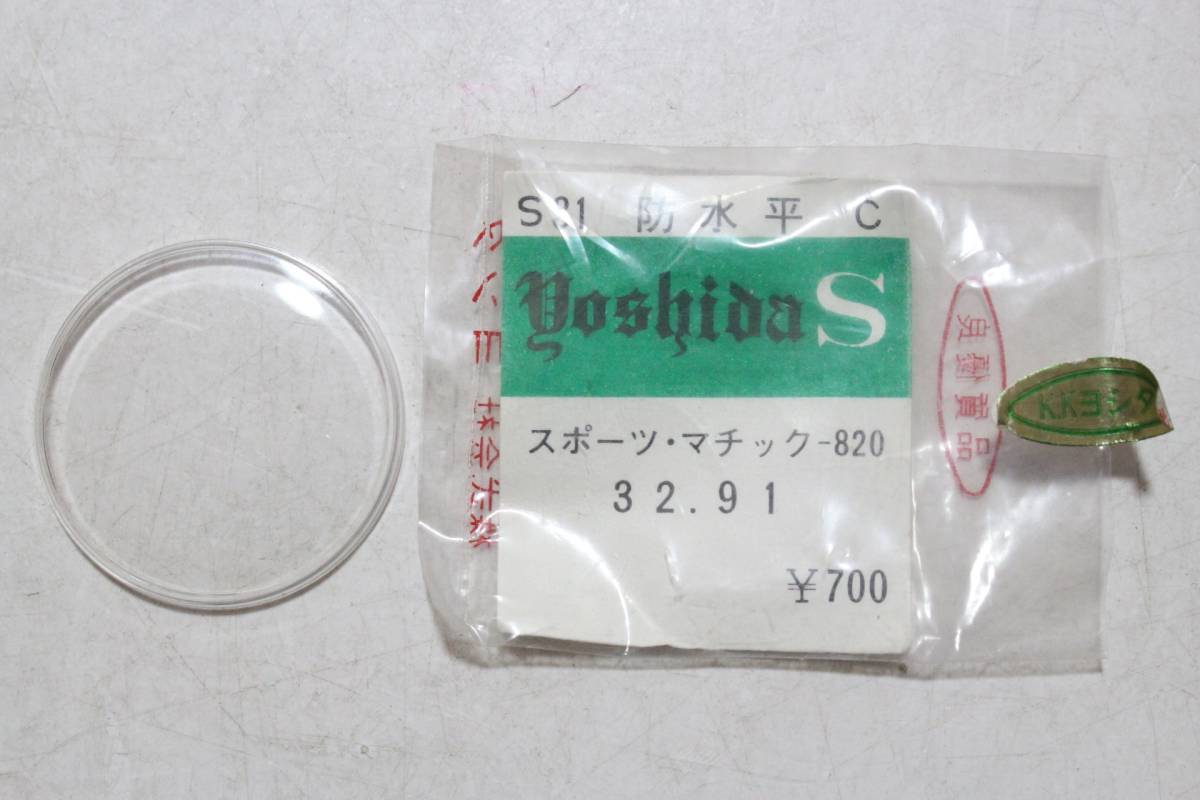 S31 防水平 C
Yoshida S
スポーツ・マチック-820
32.91
¥700
KKヨシタ